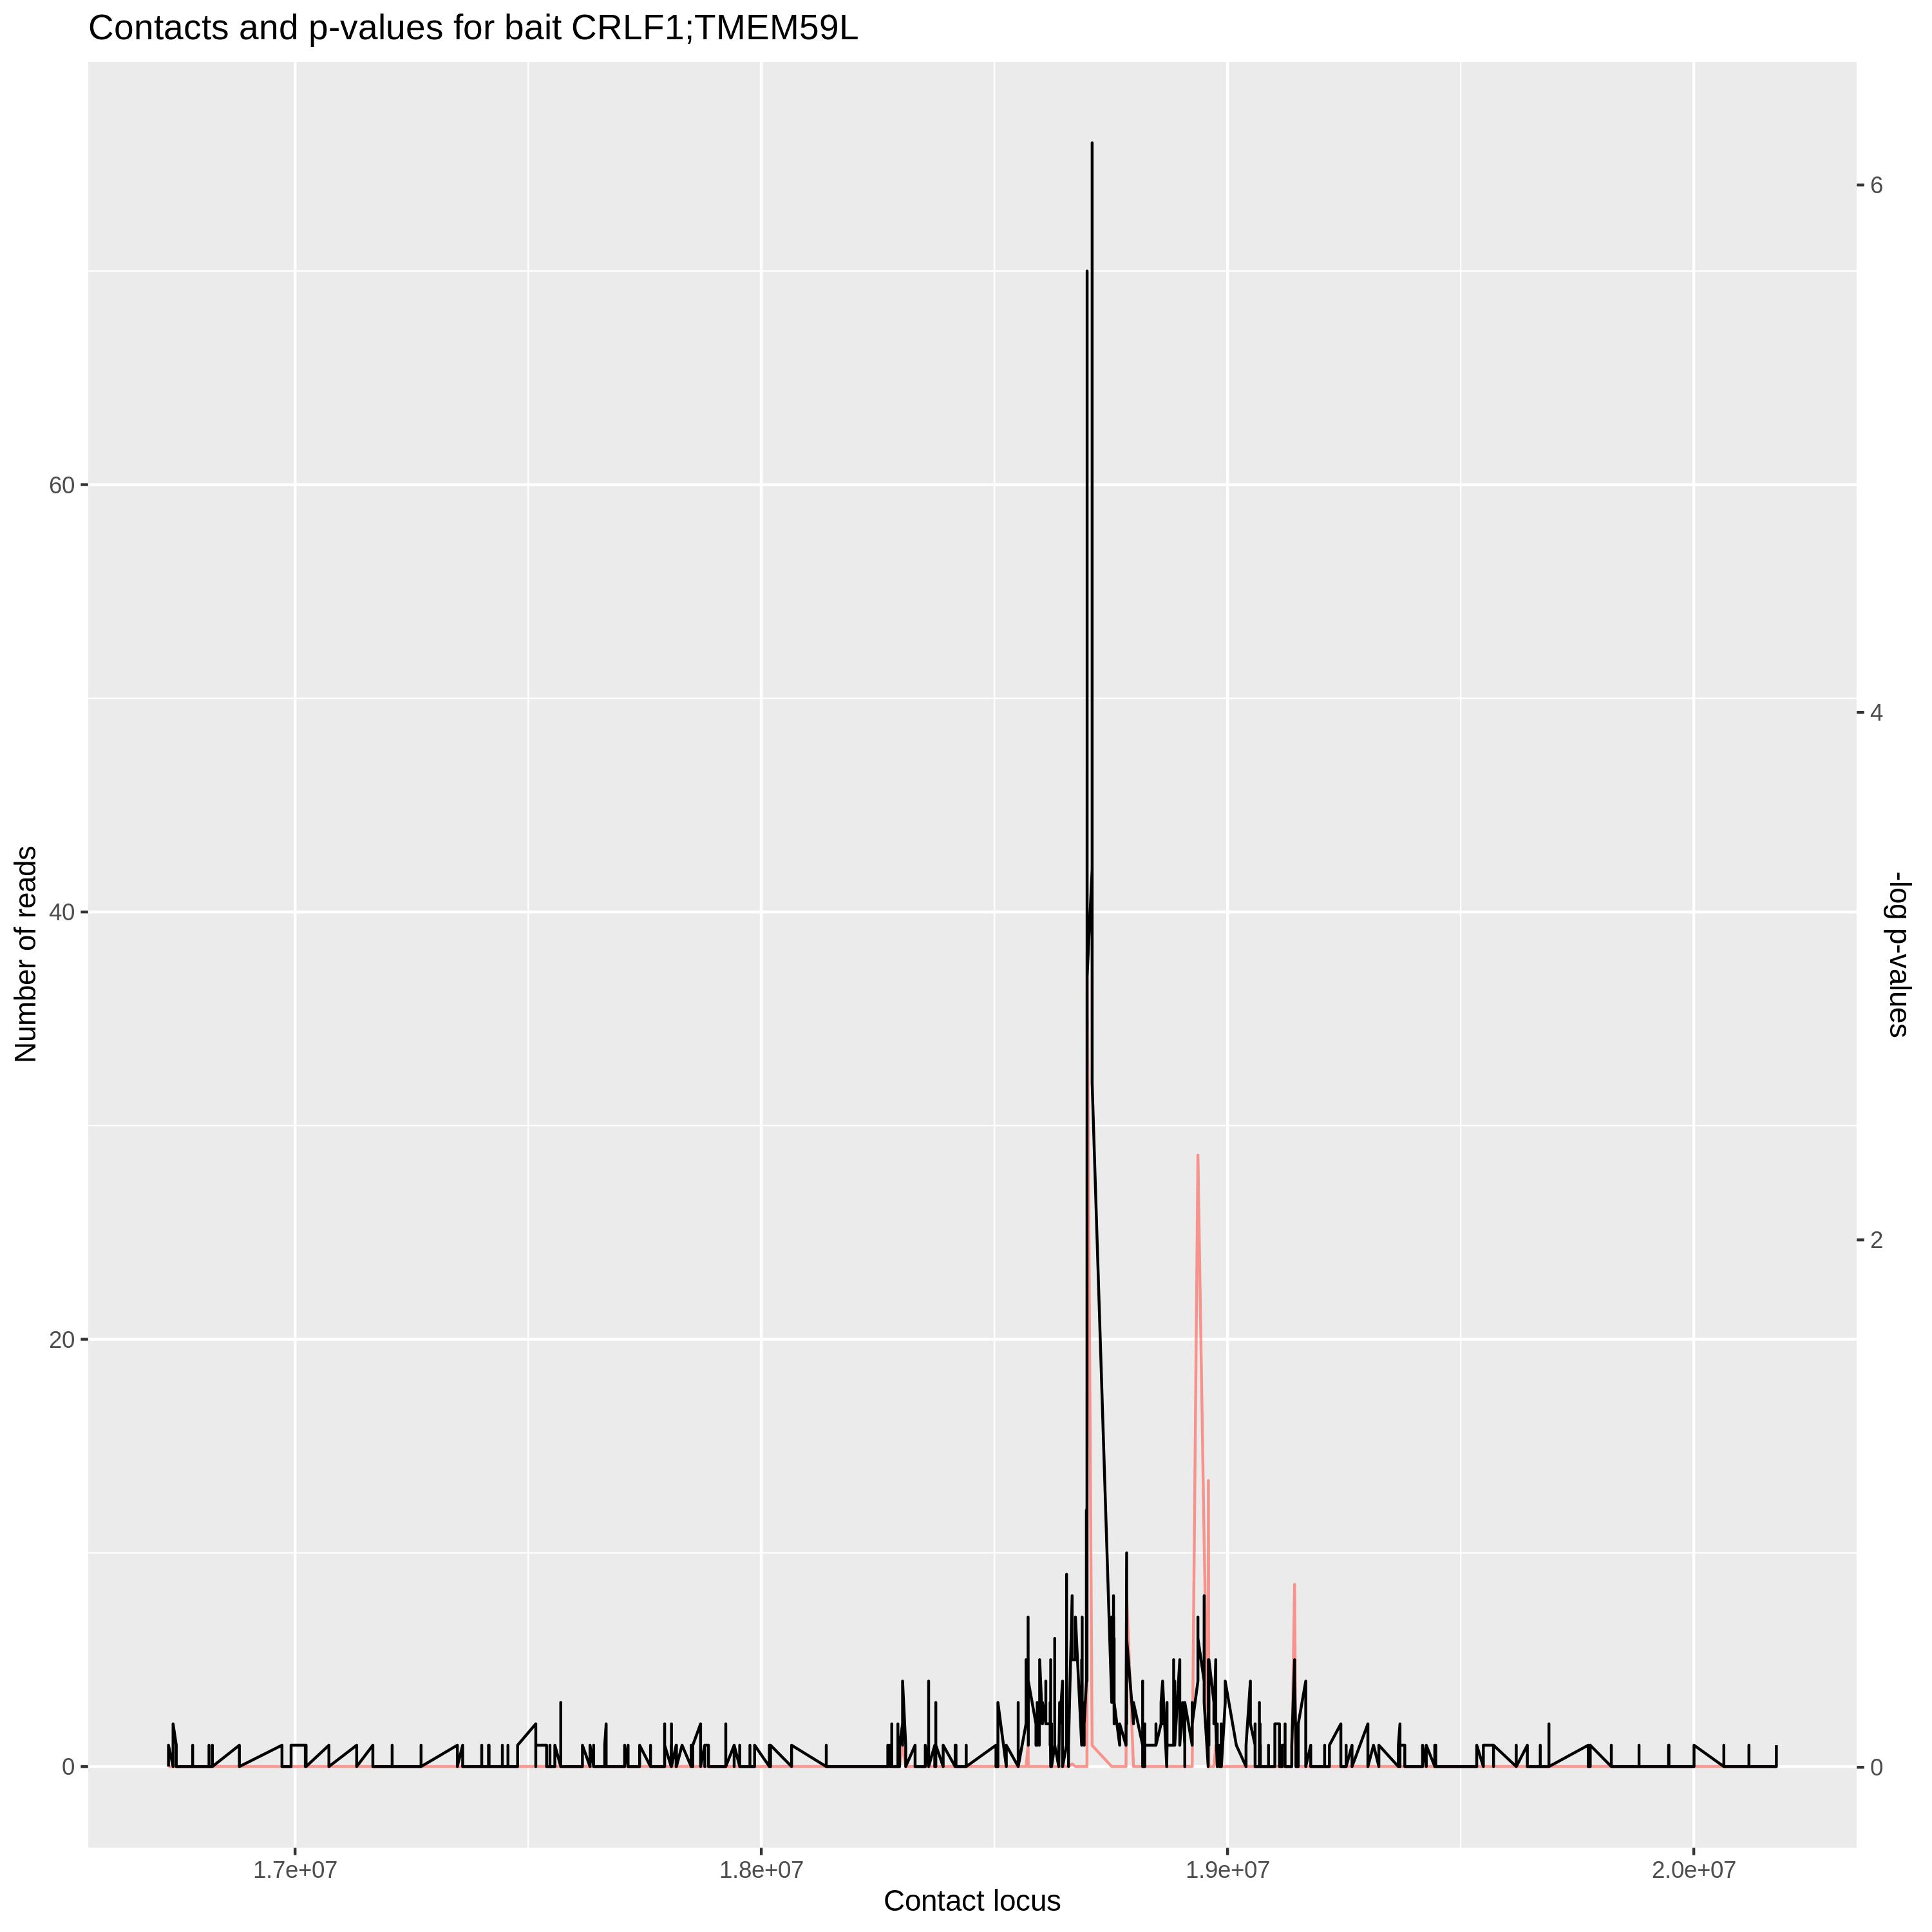 Contacts and p-values for bait CRLF1;TMEM59L
Number of reads
60
40
20
0
6
4
2
0
-log p-values
1.7e+07
1.8e+07
1.9e+07
2.0e+07
Contact locus